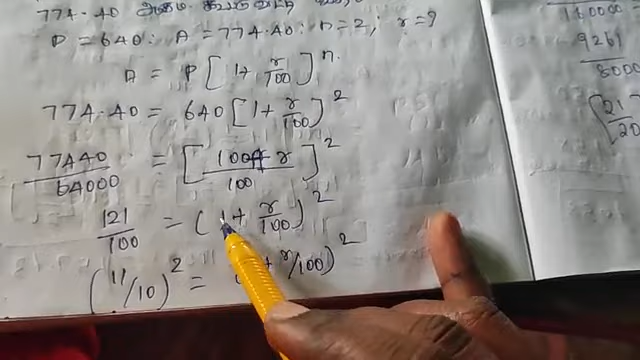 774.40
P = 640: A = 774.40: n = 2; r = ?
A = P[1+ r/100]^n.
774.40 = 640[1+ r/100]^2
77440/64000 = [100+r/100]^2
121/100 = (1+ r/100)^2
(11/10)^2 = + r/100)^2
9261
8000
(21/20)